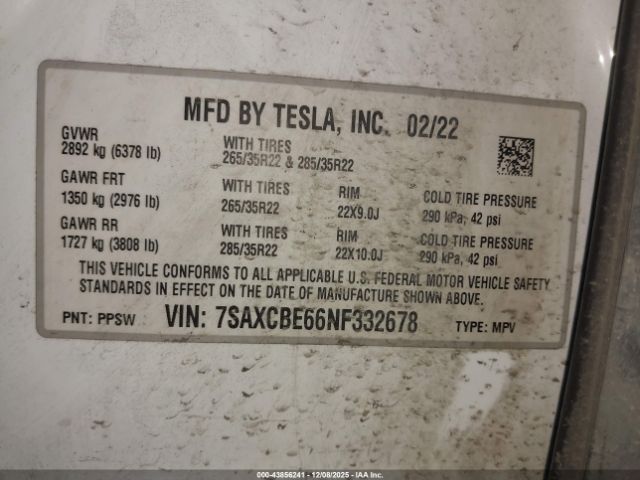 MFD BY TESLA, INC. 02/22
GVWR
2892 kg (6378 lb)
WITH TIRES
265/35R22 & 285/35R22
GAWR FRT
1350 kg (2976 lb)
WITH TIRES
265/35R22
RIM
22X9.0J
COLD TIRE PRESSURE
290 kPa, 42 psi
GAWR RR
1727 kg (3808 lb)
WITH TIRES
285/35R22
RIM
22X10.0J
COLD TIRE PRESSURE
290 kPa, 42 psi
THIS VEHICLE CONFORMS TO ALL APPLICABLE U.S. FEDERAL MOTOR VEHICLE SAFETY
STANDARDS IN EFFECT ON THE DATE OF MANUFACTURE SHOWN ABOVE.
PNT: PPSW VIN: 7SAXCBE66NF332678 TYPE: MPV
000-43856241 - 12/08/2025 - IAAI.com